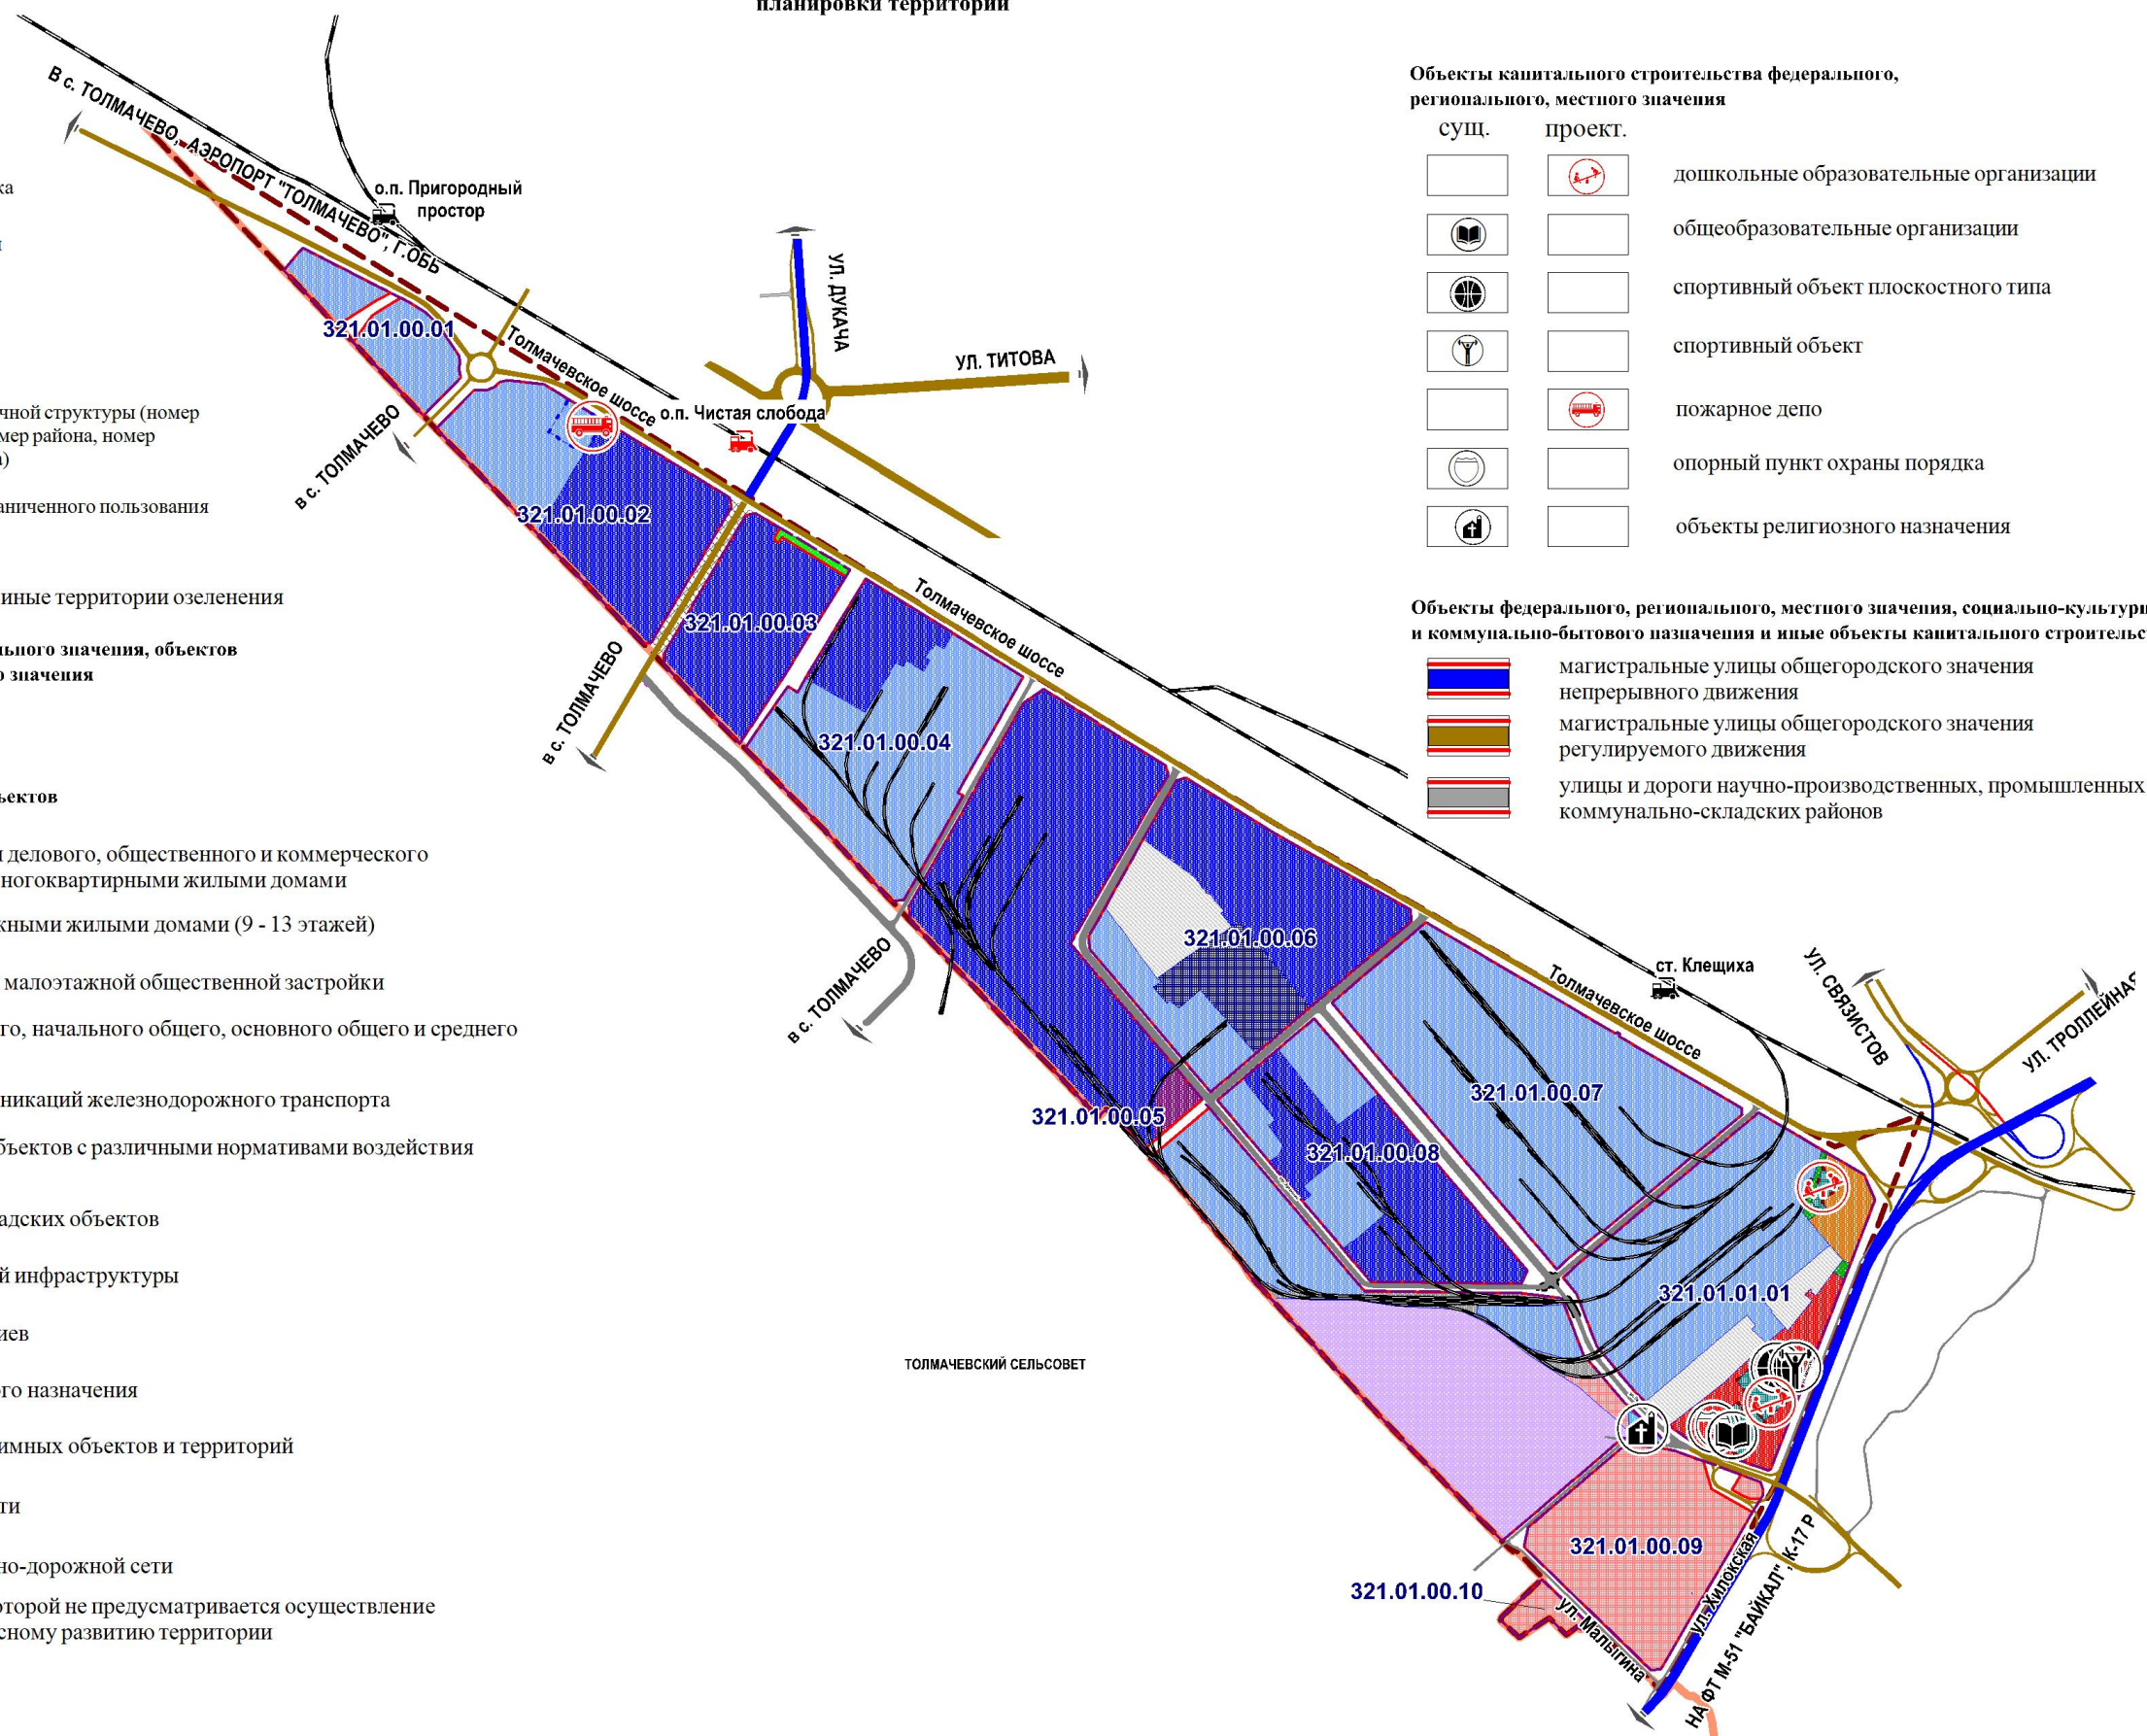 планировки территории
Объекты капитального строительства федерального,
регионального, местного значения
сущ. проект.
дошкольные образовательные организации
общеобразовательные организации
спортивный объект плоскостного типа
спортивный объект
пожарное депо
опорный пункт охраны порядка
объекты религиозного назначения
Объекты федерального, регионального, местного значения, социально-культурн
и коммунально-бытового назначения и иные объекты капитального строительс
магистральные улицы общегородского значения
непрерывного движения
магистральные улицы общегородского значения
регулируемого движения
улицы и дороги научно-производственных, промышленных
коммунально-складских районов
ка
и
чной структуры (номер
мер района, номер
а)
аниченного пользования
иные территории озеленения
льного значения, объектов
о значения
ъектов
и делового, общественного и коммерческого
ногоквартирными жилыми домами
жными жилыми домами (9 - 13 этажей)
малоэтажной общественной застройки
го, начального общего, основного общего и среднего
никаций железнодорожного транспорта
бъектов с различными нормативами воздействия
адских объектов
й инфраструктуры
иев
го назначения
имных объектов и территорий
ти
но-дорожной сети
оторой не предусматривается осуществление
сному развитию территории
В с. ТОЛМАЧЕВО, АЭРОПОРТ "ТОЛМАЧЕВО", Г.ОБЬ
о.п. Пригородный
простор
321.01.00.01
в с. ТОЛМАЧЕВО
Толмачевское шоссе
УЛ. ДУКАЧА
УЛ. ТИТОВА
о.п. Чистая слобода
321.01.00.02
321.01.00.03
в с. ТОЛМАЧЕВО
Толмачевское шоссе
321.01.00.04
321.01.00.06
в с. ТОЛМАЧЕВО
321.01.00.05
ст. Клещиха
Толмачевское шоссе
УЛ. СВЯЗИСТОВ
УЛ. ТРОЛЛЕЙНАЯ
321.01.00.07
321.01.00.08
321.01.01.01
ТОЛМАЧЕВСКИЙ СЕЛЬСОВЕТ
321.01.00.09
321.01.00.10
ул. Малыгина
ул. Хилокская
НА ФТ М-51 "БАЙКАЛ", К-17 Р